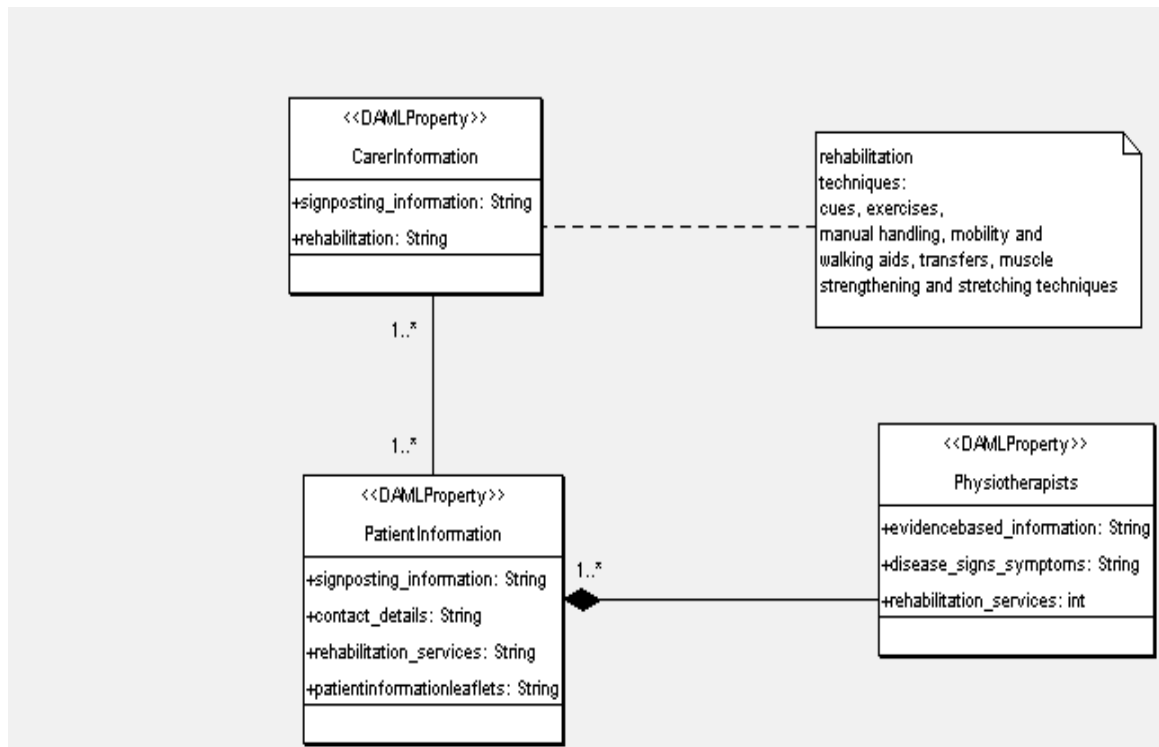 <<DAMLProperty>>
CarerInformation
+signposting_information: String
+rehabilitation: String
rehabilitation
techniques:
cues, exercises,
manual handling, mobility and
walking aids, transfers, muscle
strengthening and stretching techniques
1..*
1..*
<<DAMLProperty>>
PatientInformation
+signposting_information: String
+contact_details: String
+rehabilitation_services: String
+patientinformationleaflets: String
1..*
<<DAMLProperty>>
Physiotherapists
+evidencebased_information: String
+disease_signs_symptoms: String
+rehabilitation_services: int